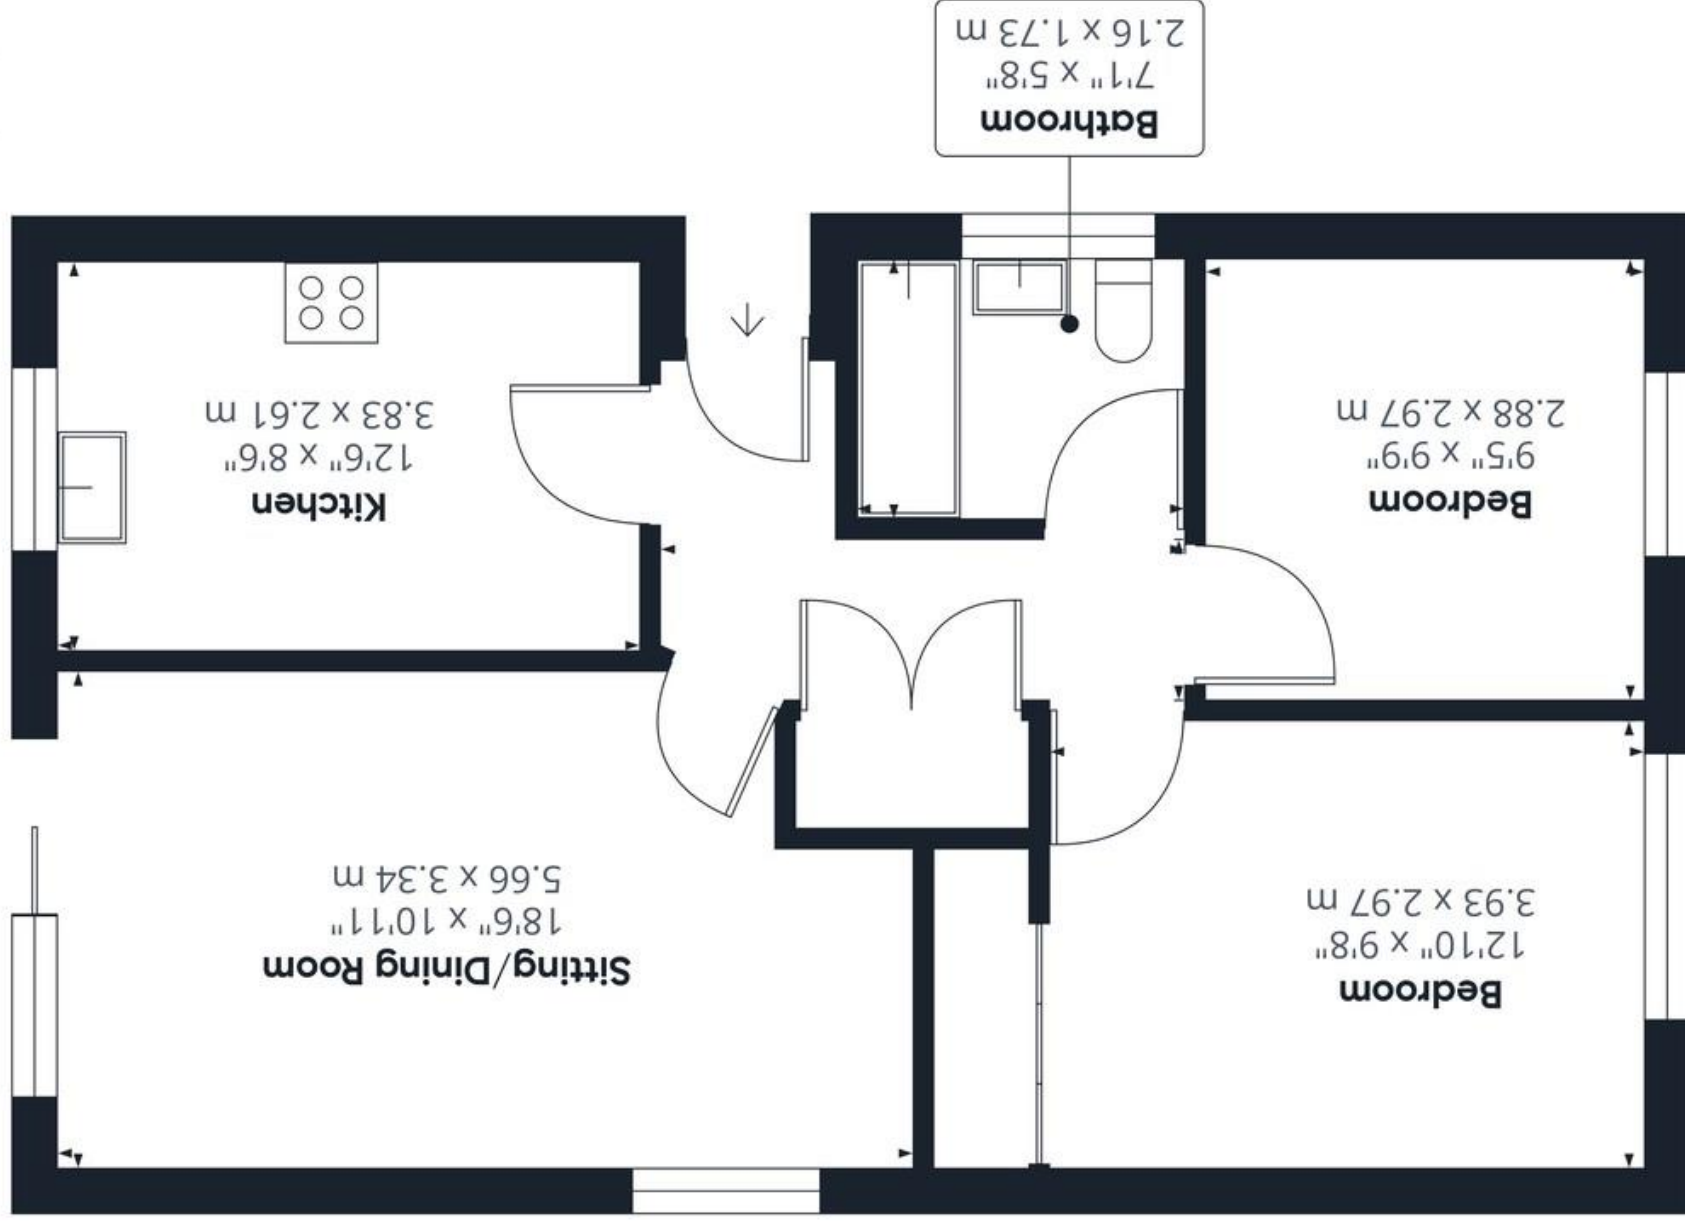 Bedroom
12'10" x 9'8"
3.93 x 2.97 m
Sitting/Dining Room
18'6" x 10'11"
5.66 x 3.34 m
Bedroom
9'5" x 9'9"
2.88 x 2.97 m
Kitchen
12'6" x 8'6"
3.83 x 2.61 m
Bathroom
7'1" x 5'8"
2.16 x 1.73 m